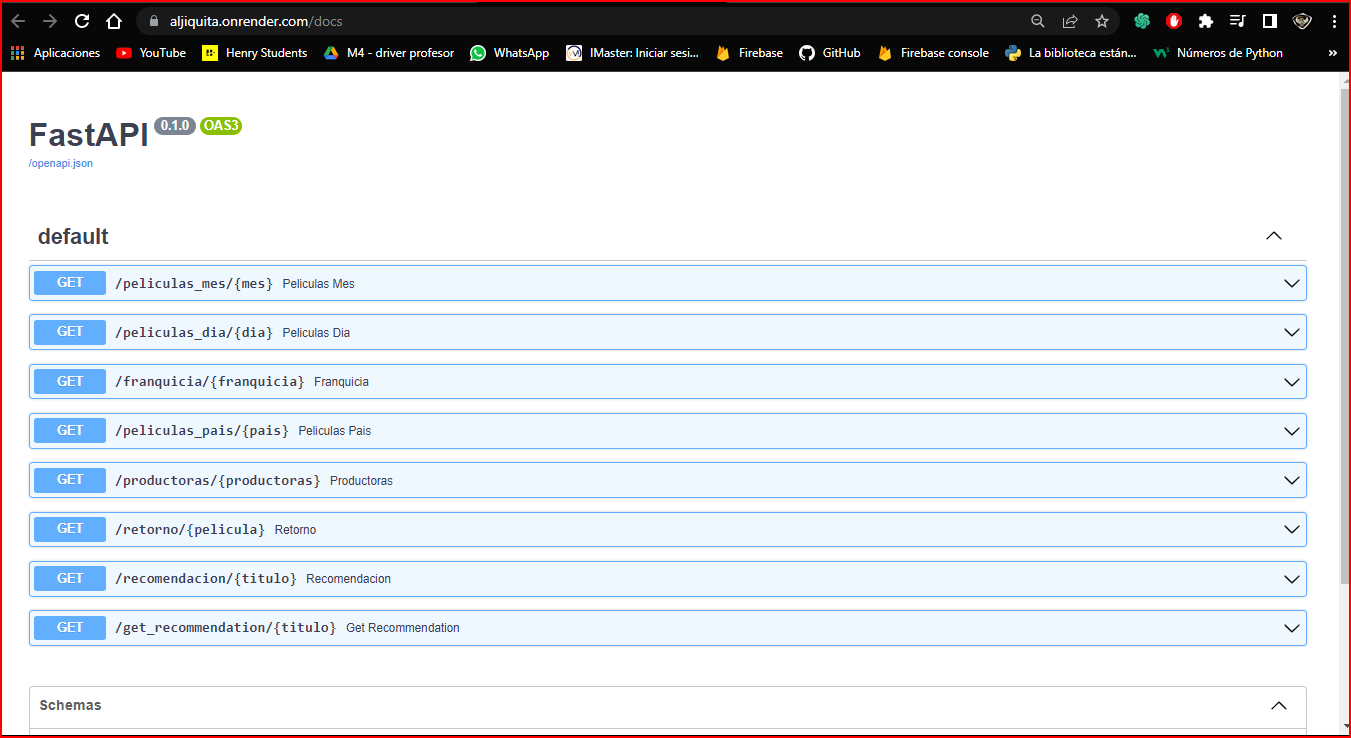 aljiquita.onrender.com/docs
Aplicaciones YouTube Henry Students M4 - driver profesor WhatsApp IMaster: Iniciar sesi... Firebase GitHub Firebase console La biblioteca están... Números de Python »
FastAPI 0.1.0 OAS3
/openapi.json
default
GET /peliculas_mes/{mes} Peliculas Mes
GET /peliculas_dia/{dia} Peliculas Dia
GET /franquicia/{franquicia} Franquicia
GET /peliculas_pais/{pais} Peliculas Pais
GET /productoras/{productoras} Productoras
GET /retorno/{pelicula} Retorno
GET /recomendacion/{titulo} Recomendacion
GET /get_recommendation/{titulo} Get Recommendation
Schemas